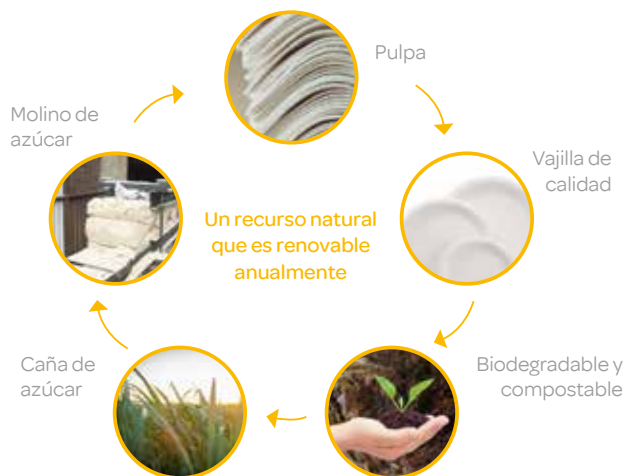 Pulpa
Molino de
azúcar
Vajilla de
calidad
Un recurso natural
que es renovable
anualmente
Caña de
azúcar
Biodegradable y
compostable